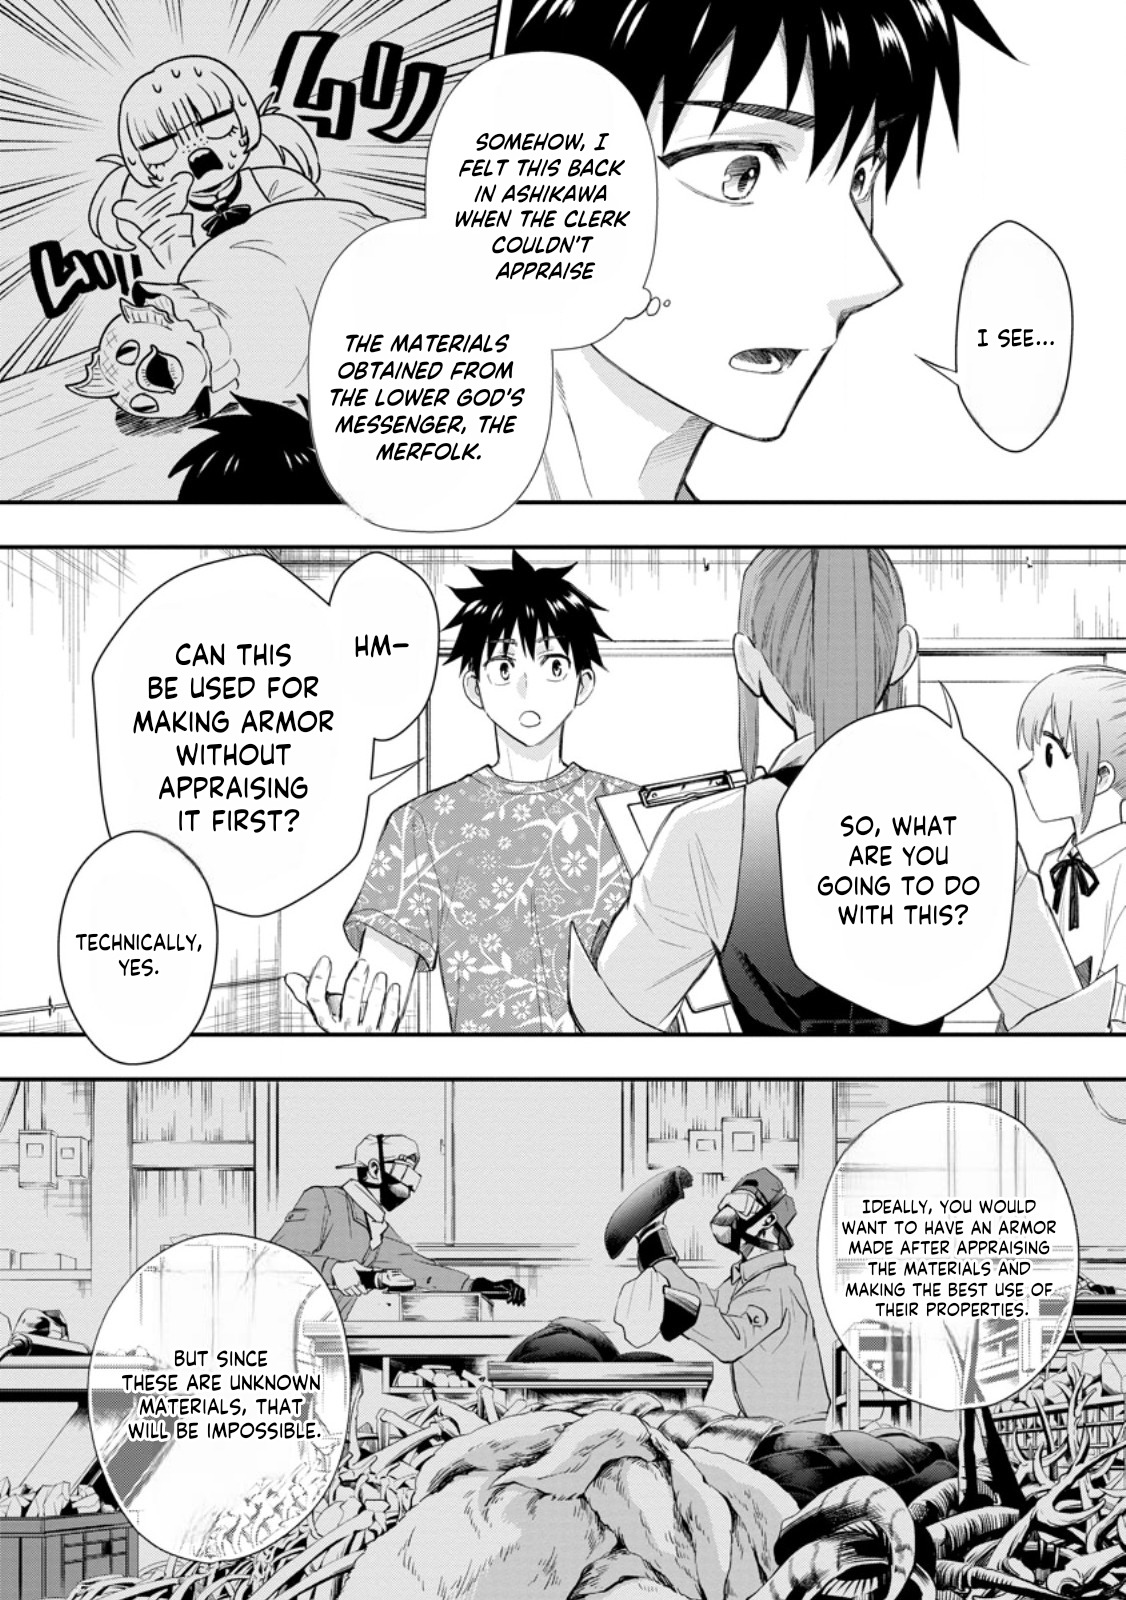 I SEE...
SOMEHOW, I
FELT THIS BACK
IN ASHIKAWA
WHEN THE CLERK
COULDN'T
APPRAISE
THE MATERIALS
OBTAINED FROM
THE LOWER GOD'S
MESSENGER, THE
MERFOLK.
SO, WHAT
ARE YOU
GOING TO DO
WITH THIS?
HM–
CAN THIS
BE USED FOR
MAKING ARMOR
WITHOUT
APPRAISING
IT FIRST?
TECHNICALLY,
YES.
IDEALLY, YOU WOULD
WANT TO HAVE AN ARMOR
MADE AFTER APPRAISING
THE MATERIALS AND
MAKING THE BEST USE OF
THEIR PROPERTIES.
BUT SINCE
THESE ARE UNKNOWN
MATERIALS, THAT
WILL BE IMPOSSIBLE.